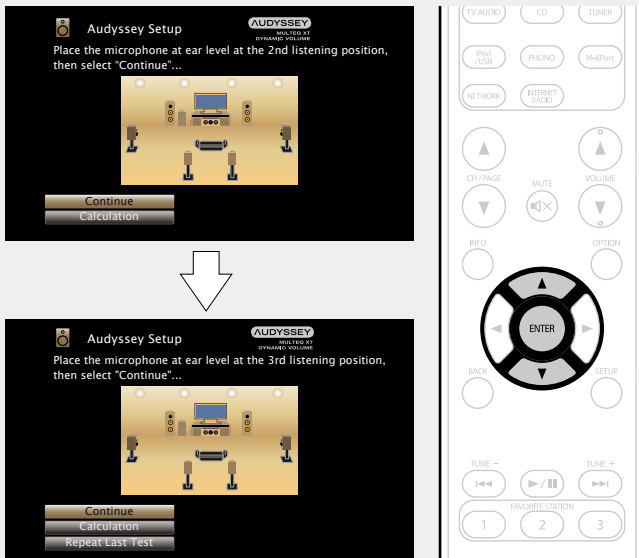 Audyssey Setup
AUDYSSEY
MULTEQ XT
DYNAMIC VOLUME
Place the microphone at ear level at the 2nd listening position,
then select "Continue"...
Continue
Calculation
Audyssey Setup
AUDYSSEY
MULTEQ XT
DYNAMIC VOLUME
Place the microphone at ear level at the 3rd listening position,
then select "Continue"...
Continue
Calculation
Repeat Last Test
TV AUDIO
CD
TUNER
iPod
/USB
PHONO
M-XPort
NETWORK
INTERNET
RADIO
CH / PAGE
MUTE
VOLUME
INFO
OPTION
ENTER
BACK
SETUP
TUNE −
TUNE +
FAVORITE STATION
1
2
3